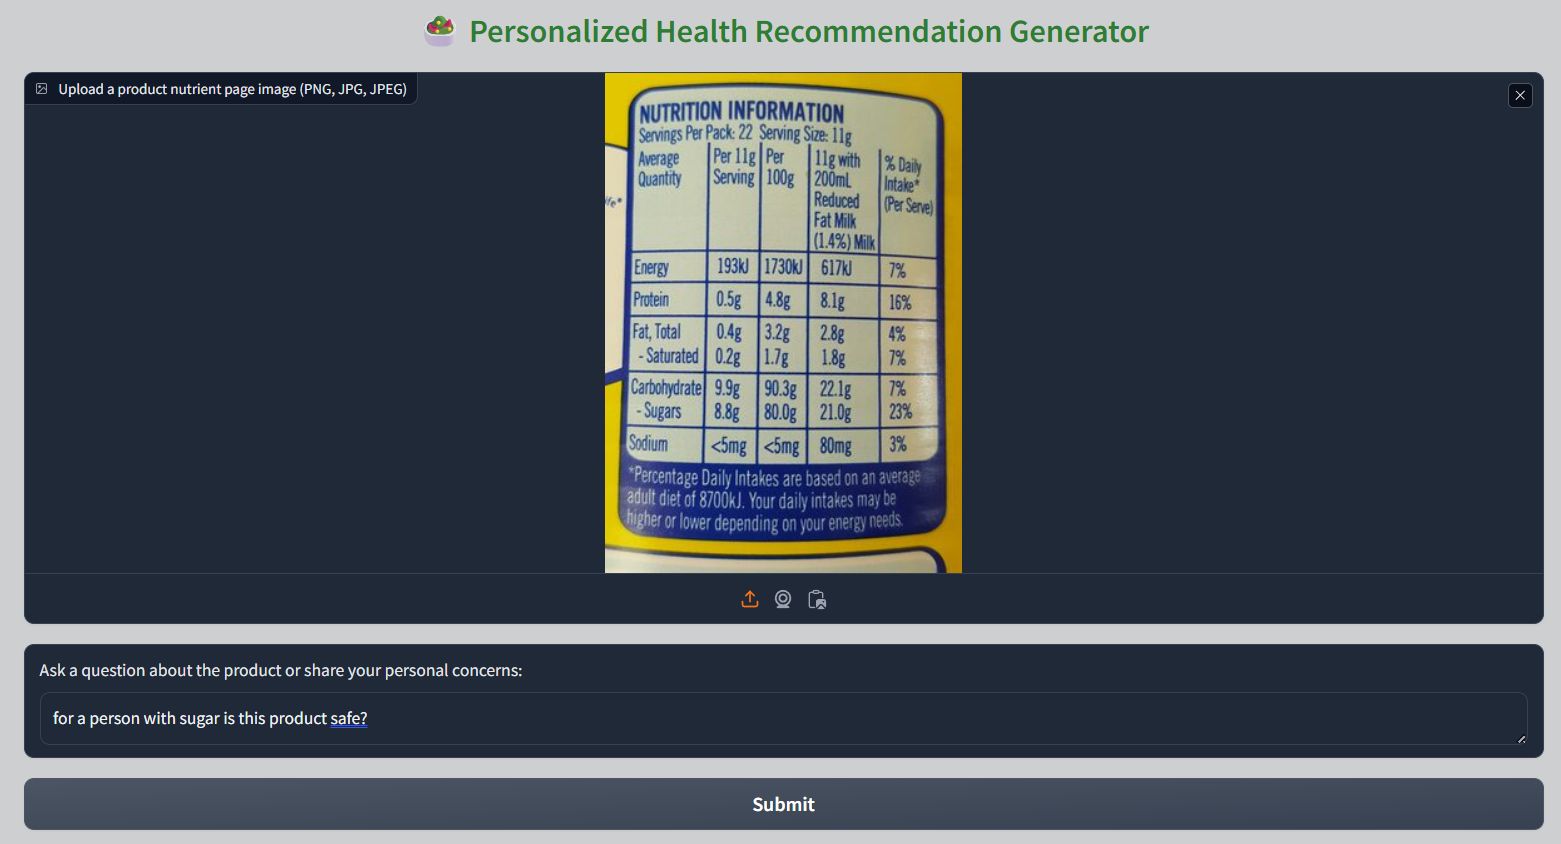 Personalized Health Recommendation Generator
Upload a product nutrient page image (PNG, JPG, JPEG)
NUTRITION INFORMATION
Servings Per Pack: 22 Serving Size: 11g
Average Quantity Per 11g Serving Per 100g 11g with 200mL Reduced Fat Milk (1.4%) Milk % Daily Intake* (Per Serve)
Energy 193kJ 1730kJ 617kJ 7%
Protein 0.5g 4.8g 8.1g 16%
Fat, Total 0.4g 3.2g 2.8g 4%
- Saturated 0.2g 1.7g 1.8g 7%
Carbohydrate 9.9g 90.3g 22.1g 7%
- Sugars 8.8g 80.0g 21.0g 23%
Sodium <5mg <5mg 80mg 3%
*Percentage Daily Intakes are based on an average
adult diet of 8700kJ. Your daily intakes may be
higher or lower depending on your energy needs.
Ask a question about the product or share your personal concerns:
for a person with sugar is this product safe?
Submit